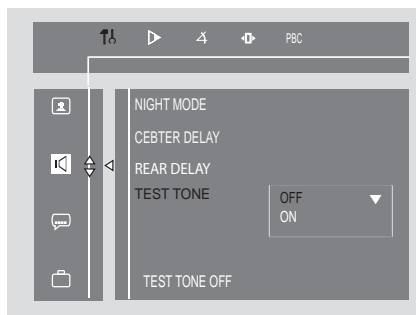 PBC
NIGHT MODE
CEBTER DELAY
REAR DELAY
TEST TONE
OFF
ON
TEST TONE OFF